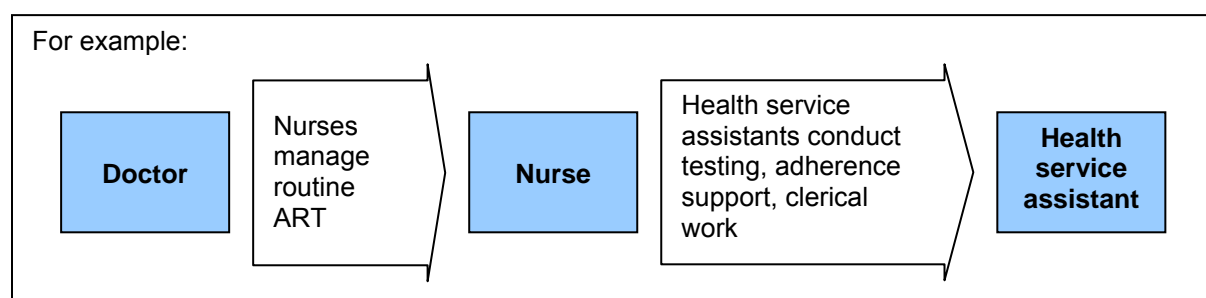 For example:
Doctor
Nurses
manage
routine
ART
Nurse
Health service
assistants conduct
testing, adherence
support, clerical
work
Health
service
assistant